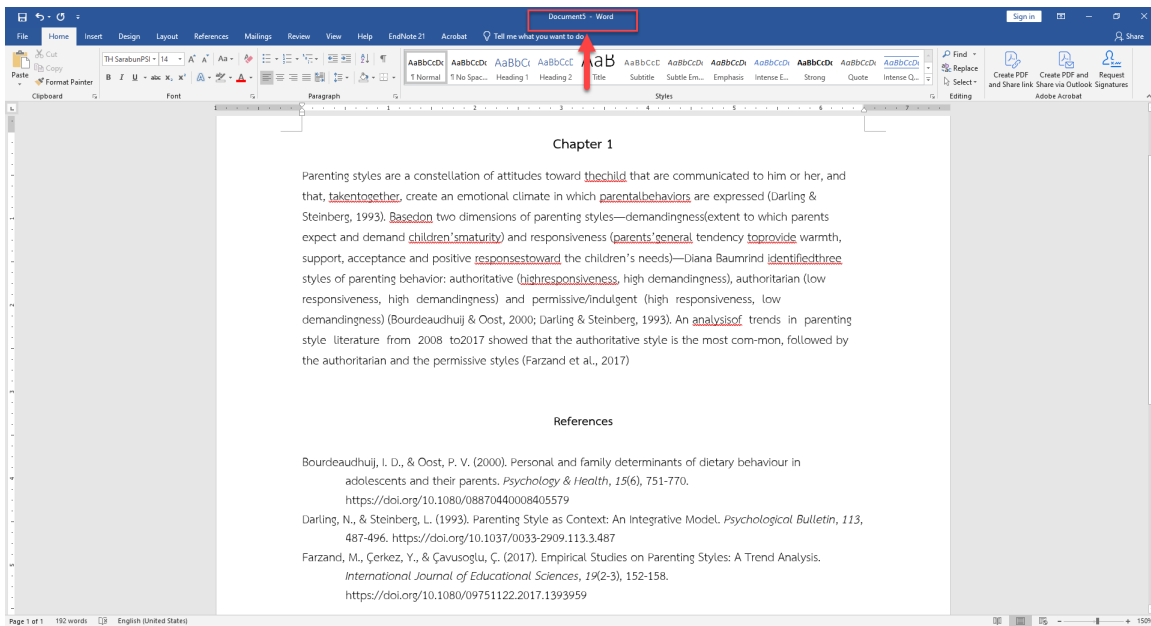 Document5 - Word
Sign in
File Home Insert Design Layout References Mailings Review View Help EndNote 21 Acrobat Tell me what you want to do
Share
Paste
Cut
Copy
Format Painter
Clipboard
TH SarabunPSl 14
Font
Paragraph
AaBbCcDc AaBbCcDc AaBbCc AaBbCcC AaB AaBbCcE AaBbCcDt AaBbCcDt AaBbCcDt AaBbCcDc AaBbCcDt AaBbCcDt
¶ Normal ¶ No Spac... Heading 1 Heading 2 Title Subtitle Subtle Em... Emphasis Intense E... Strong Quote Intense Q...
Styles
Find
Replace
Select
Editing
Create PDF and Share link
Create PDF and Share via Outlook
Request Signatures
Adobe Acrobat
Chapter 1
Parenting styles are a constellation of attitudes toward thechild that are communicated to him or her, and
that, takentogether, create an emotional climate in which parentalbehaviors are expressed (Darling &
Steinberg, 1993). Basedon two dimensions of parenting styles—demandingness(extent to which parents
expect and demand children'smaturity) and responsiveness (parents'general tendency toprovide warmth,
support, acceptance and positive responsestoward the children's needs)—Diana Baumrind identifiedthree
styles of parenting behavior: authoritative (highresponsiveness, high demandingness), authoritarian (low
responsiveness, high demandingness) and permissive/indulgent (high responsiveness, low
demandingness) (Bourdeaudhuij & Oost, 2000; Darling & Steinberg, 1993). An analysisof trends in parenting
style literature from 2008 to2017 showed that the authoritative style is the most com-mon, followed by
the authoritarian and the permissive styles (Farzand et al., 2017)
References
Bourdeaudhuij, I. D., & Oost, P. V. (2000). Personal and family determinants of dietary behaviour in
adolescents and their parents. Psychology & Health, 15(6), 751-770.
https://doi.org/10.1080/08870440008405579
Darling, N., & Steinberg, L. (1993). Parenting Style as Context: An Integrative Model. Psychological Bulletin, 113,
487-496. https://doi.org/10.1037/0033-2909.113.3.487
Farzand, M., Çerkez, Y., & Çavusoglu, Ç. (2017). Empirical Studies on Parenting Styles: A Trend Analysis.
International Journal of Educational Sciences, 19(2-3), 152-158.
https://doi.org/10.1080/09751122.2017.1393959
Page 1 of 1 192 words English (United States)
150%